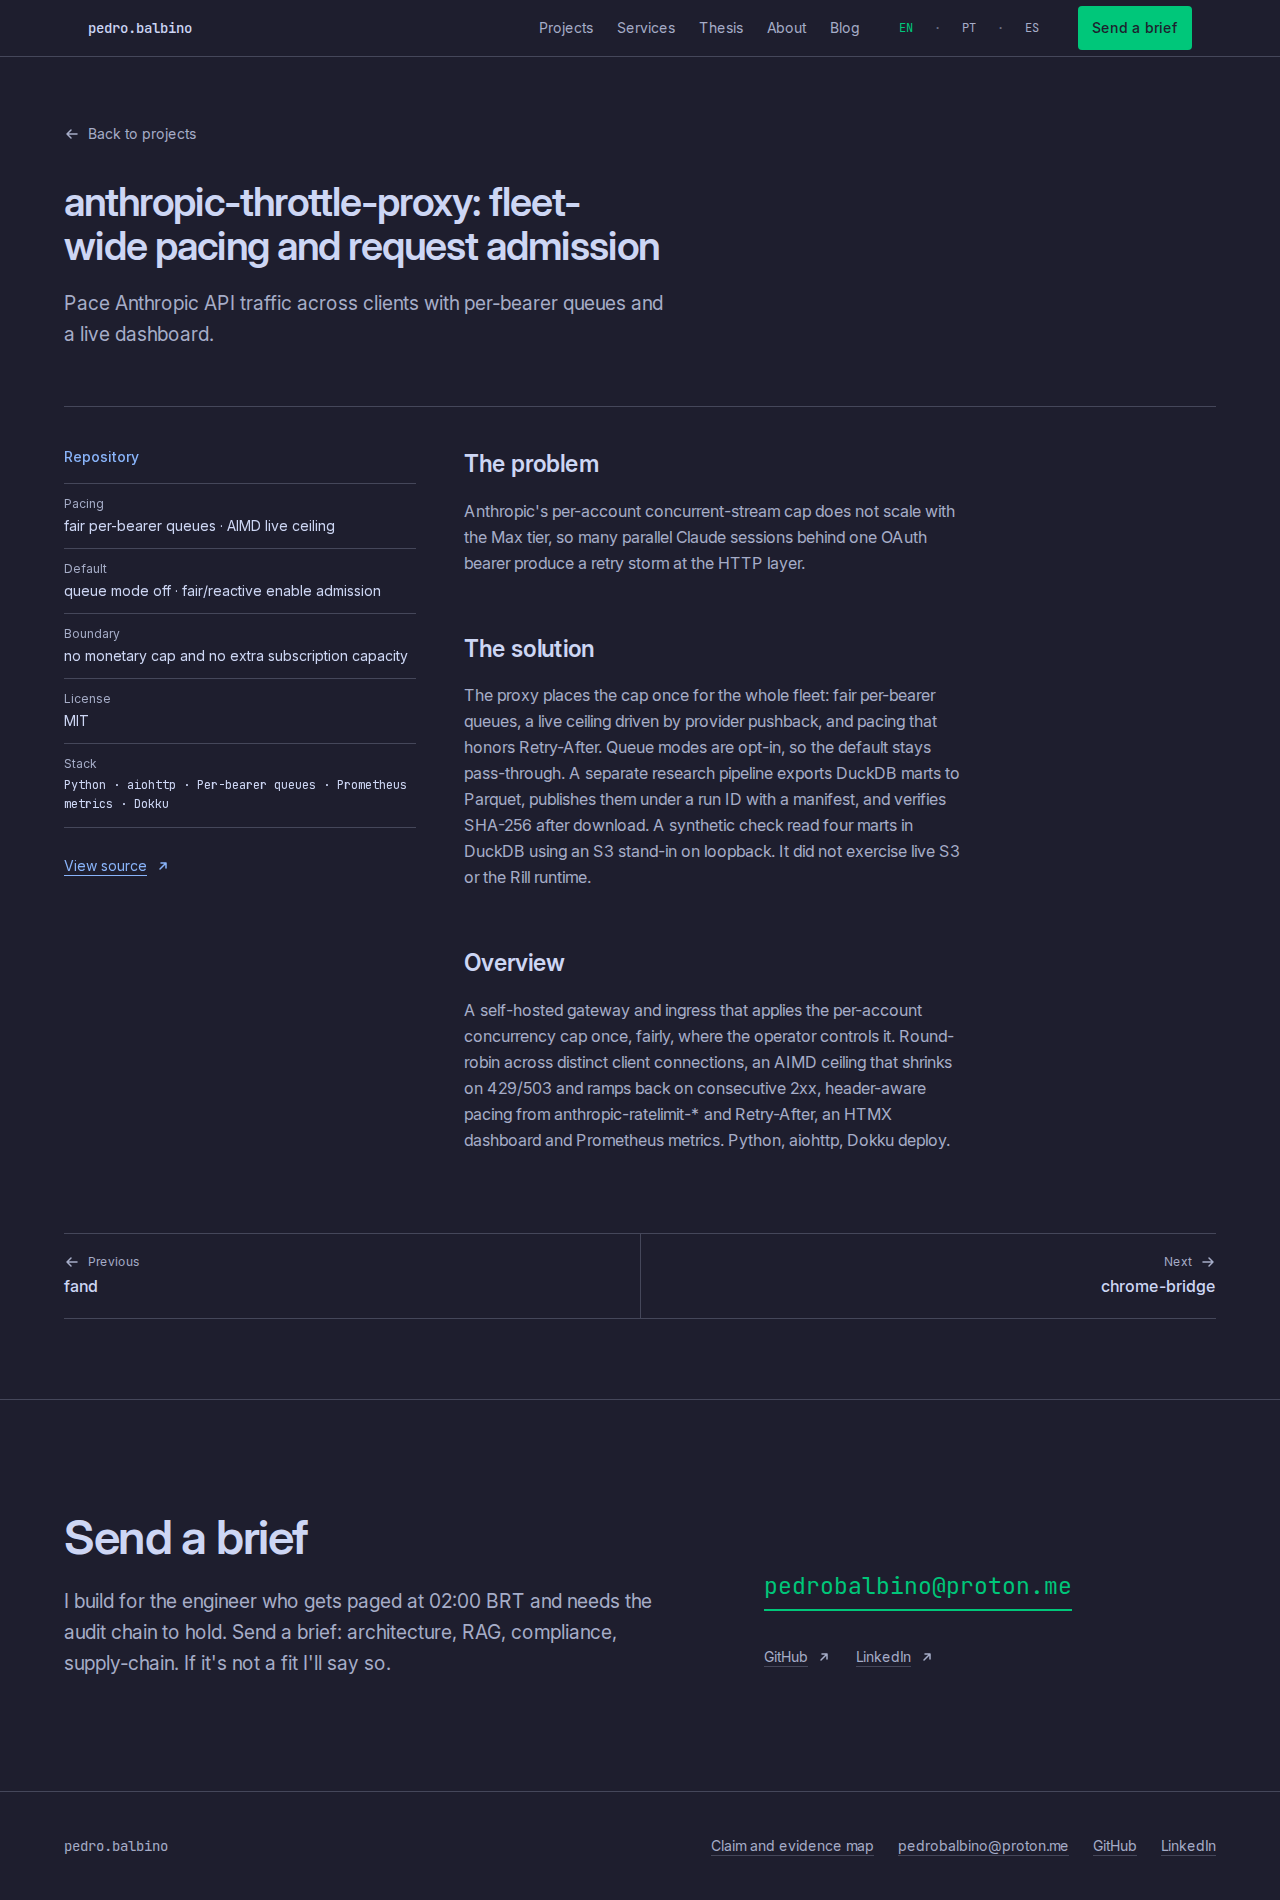 pedro.balbino
Projects Services Thesis About Blog EN · PT · ES Send a brief
← Back to projects
anthropic-throttle-proxy: fleet-
wide pacing and request admission
Pace Anthropic API traffic across clients with per-bearer queues and
a live dashboard.
Repository
Pacing
fair per-bearer queues · AIMD live ceiling
Default
queue mode off · fair/reactive enable admission
Boundary
no monetary cap and no extra subscription capacity
License
MIT
Stack
Python · aiohttp · Per-bearer queues · Prometheus
metrics · Dokku
View source ↗
The problem
Anthropic's per-account concurrent-stream cap does not scale with
the Max tier, so many parallel Claude sessions behind one OAuth
bearer produce a retry storm at the HTTP layer.
The solution
The proxy places the cap once for the whole fleet: fair per-bearer
queues, a live ceiling driven by provider pushback, and pacing that
honors Retry-After. Queue modes are opt-in, so the default stays
pass-through. A separate research pipeline exports DuckDB marts to
Parquet, publishes them under a run ID with a manifest, and verifies
SHA-256 after download. A synthetic check read four marts in
DuckDB using an S3 stand-in on loopback. It did not exercise live S3
or the Rill runtime.
Overview
A self-hosted gateway and ingress that applies the per-account
concurrency cap once, fairly, where the operator controls it. Round-
robin across distinct client connections, an AIMD ceiling that shrinks
on 429/503 and ramps back on consecutive 2xx, header-aware
pacing from anthropic-ratelimit-* and Retry-After, an HTMX
dashboard and Prometheus metrics. Python, aiohttp, Dokku deploy.
← Previous
fand
Next →
chrome-bridge
Send a brief
I build for the engineer who gets paged at 02:00 BRT and needs the
audit chain to hold. Send a brief: architecture, RAG, compliance,
supply-chain. If it's not a fit I'll say so.
pedrobalbino@proton.me
GitHub ↗ LinkedIn ↗
pedro.balbino
Claim and evidence map pedrobalbino@proton.me GitHub LinkedIn